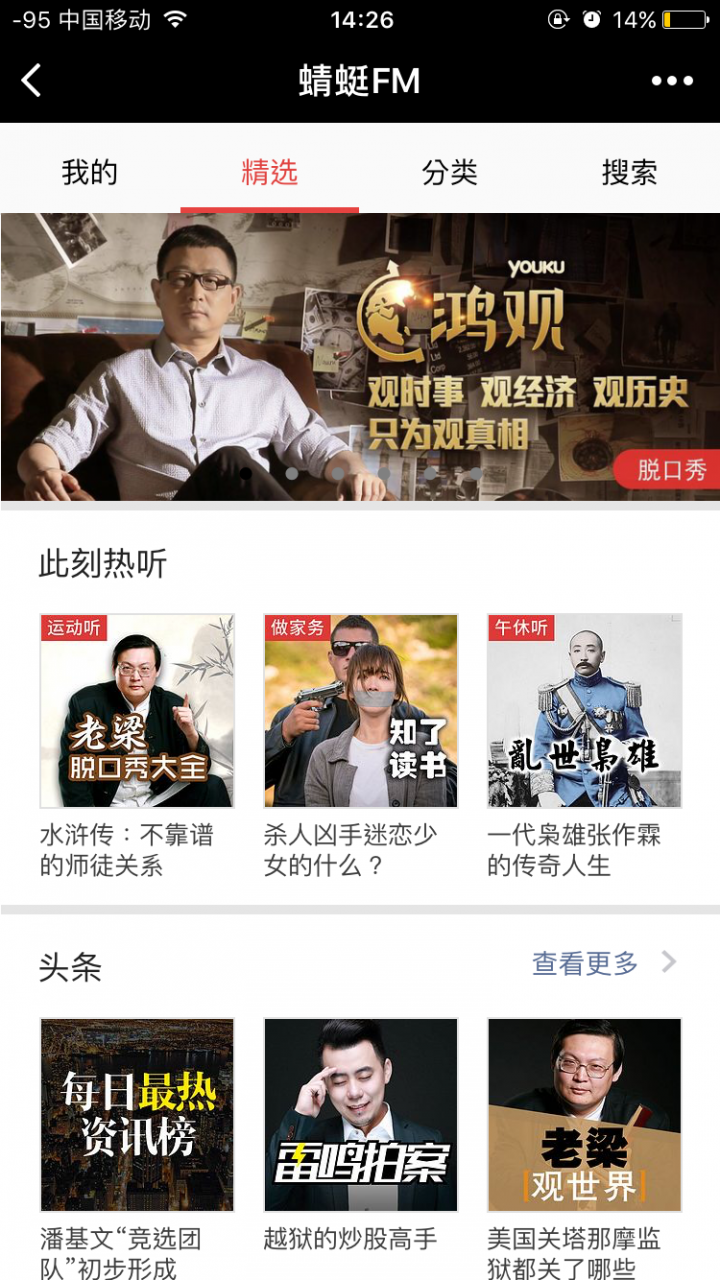 -95 中国移动 14:26 14%
蜻蜓FM
我的 精选 分类 搜索
YOUKU
鸿观
观时事 观经济 观历史
只为观真相
脱口秀
此刻热听
运动听
老梁
脱口秀大全
做家务
知了
读书
午休听
亂世梟雄
水浒传：不靠谱
的师徒关系
杀人凶手迷恋少
女的什么？
一代枭雄张作霖
的传奇人生
头条
查看更多
每日最热
资讯榜
雷鸣拍案
老梁
观世界
潘基文“竞选团
队”初步形成
越狱的炒股高手
美国关塔那摩监
狱都关了哪些